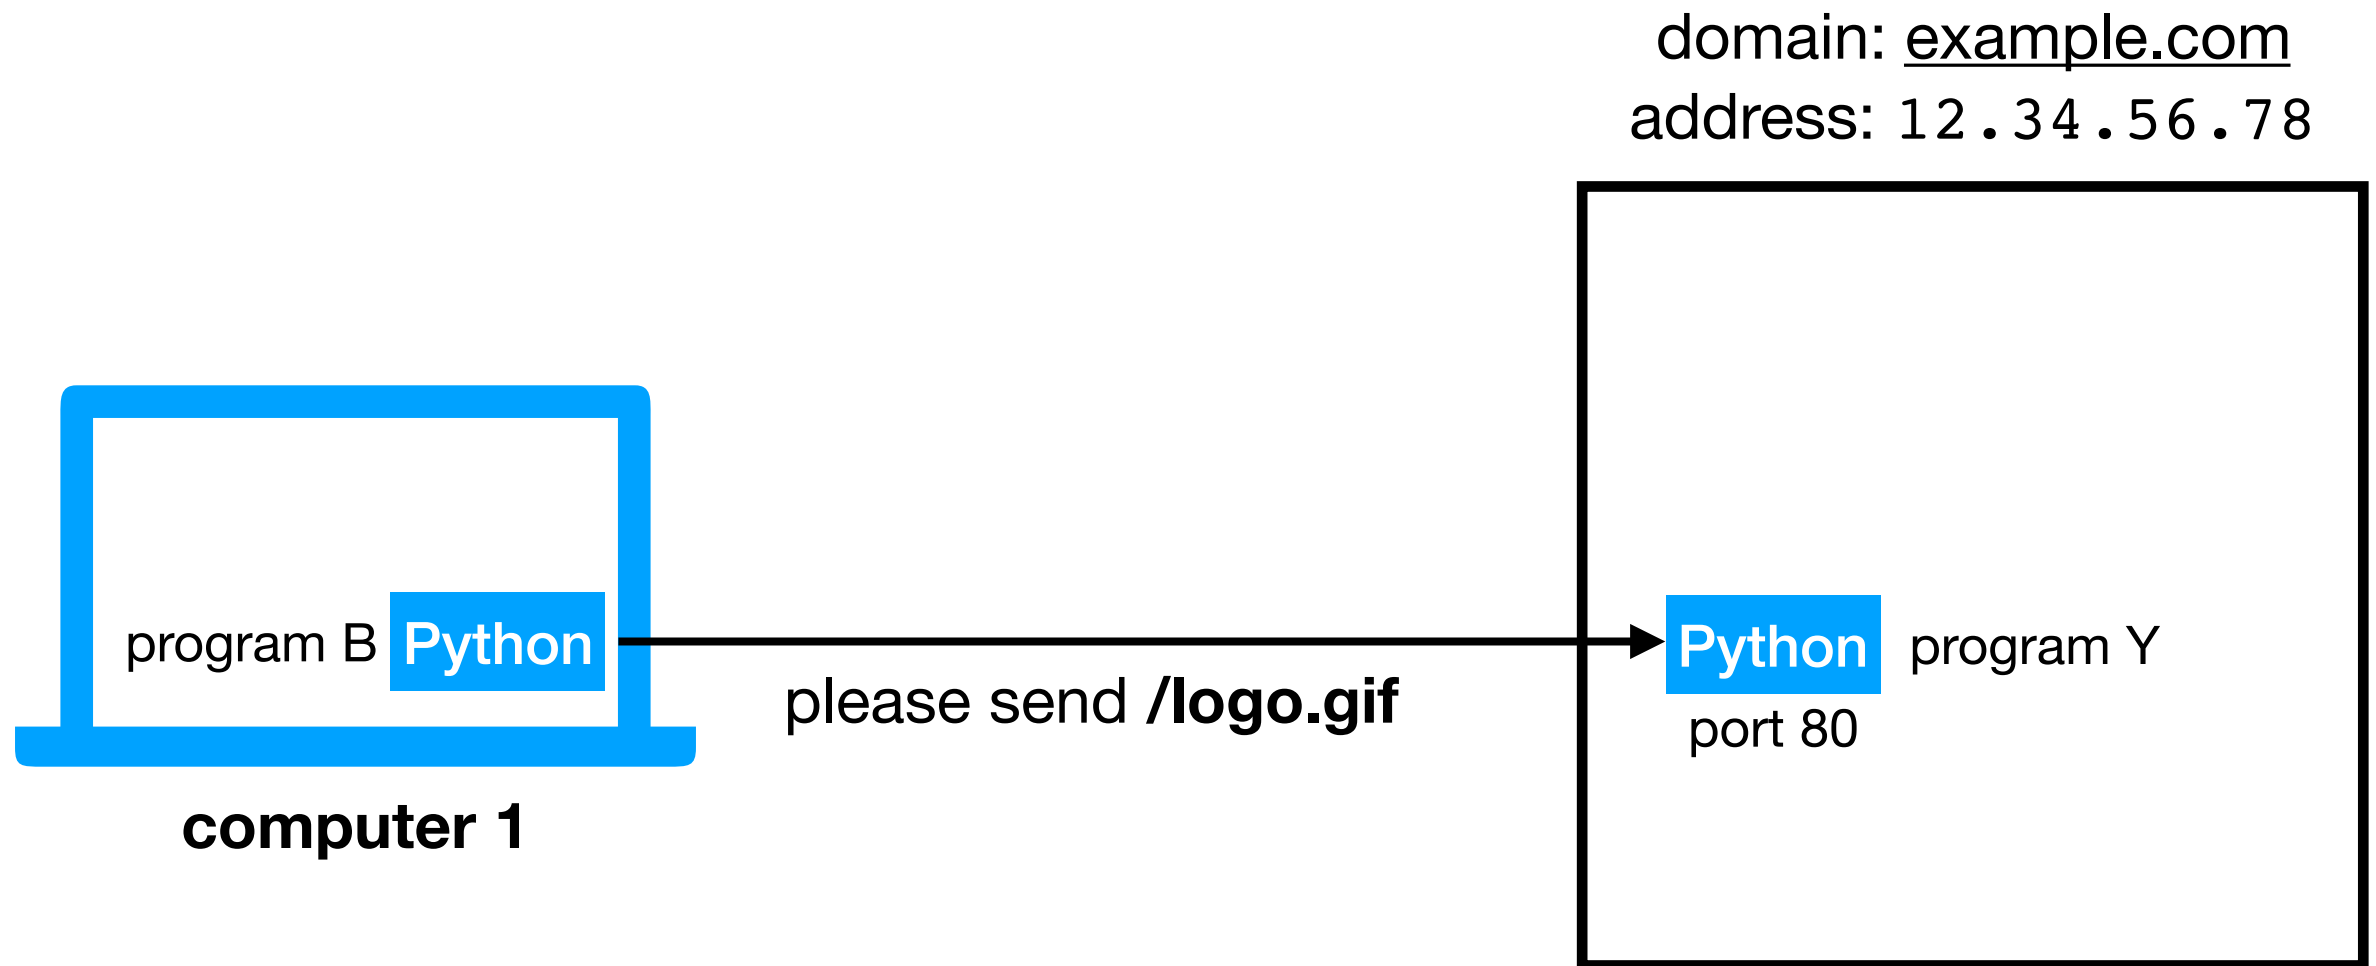 domain: example.com
address: 12.34.56.78
program B Python
please send /logo.gif
Python program Y
port 80
computer 1